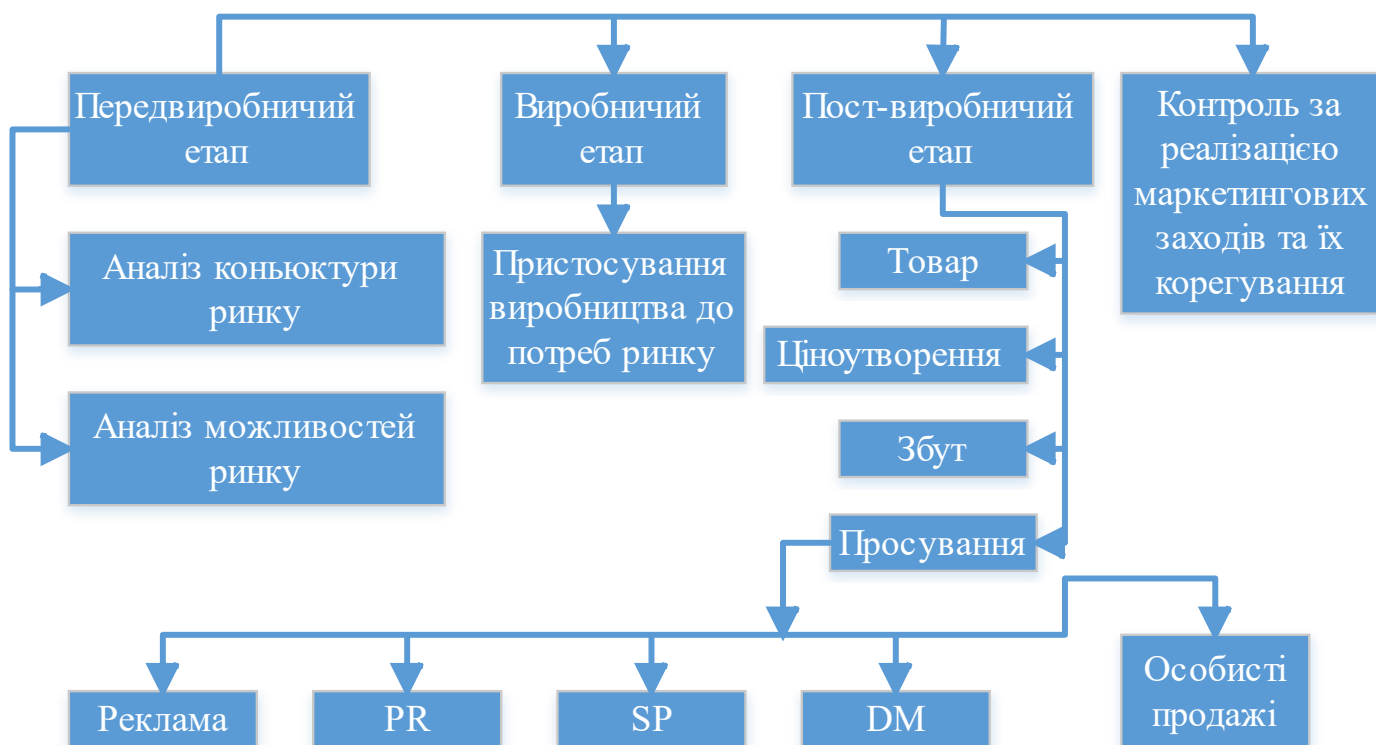 Передвиробничий
етап
Виробничий
етап
Пост-виробничий
етап
Контроль за
реалізацією
маркетингових
заходів та їх
корегування
Аналіз коньюктури
ринку
Пристосування
виробництва до
потреб ринку
Товар
Ціноутворення
Аналіз можливостей
ринку
Збут
Просування
Реклама
PR
SP
DM
Особисті
продажі